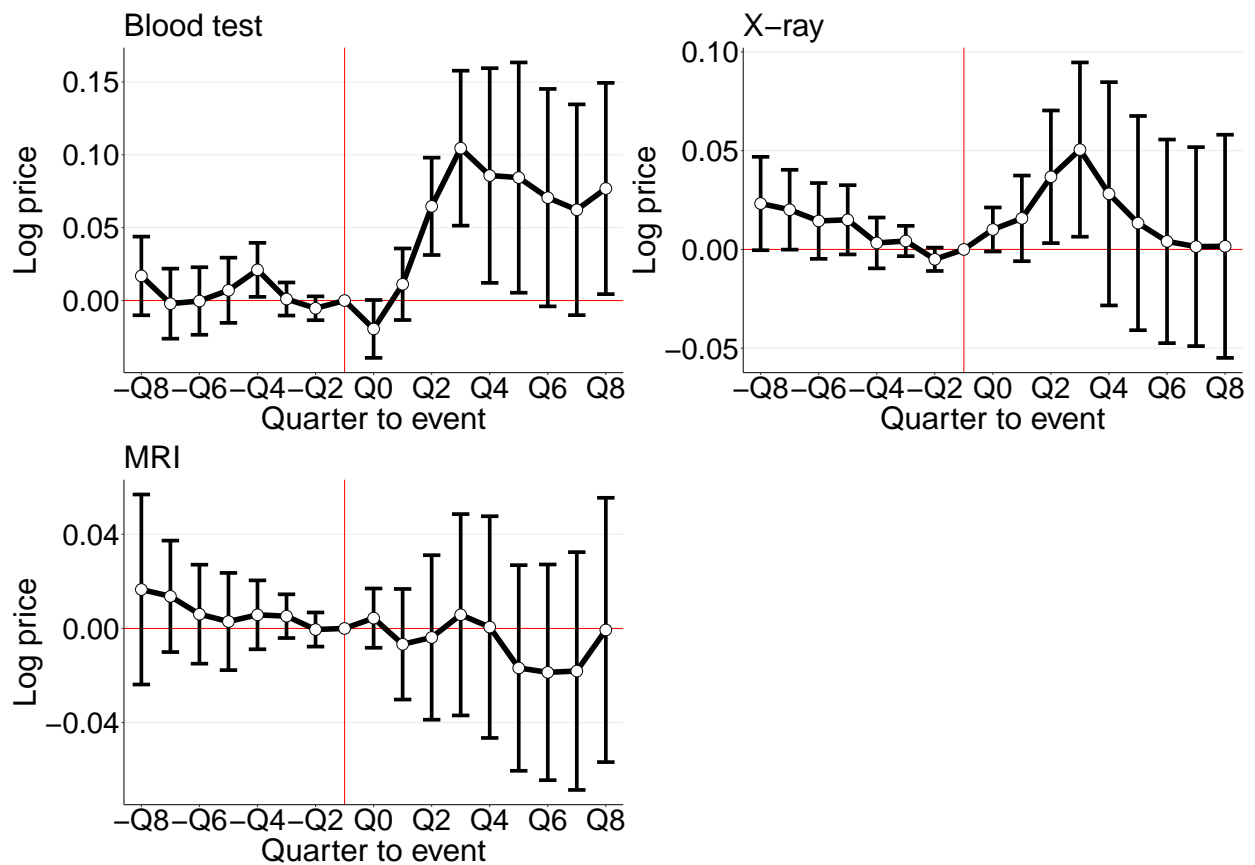 Blood test
Log price
0.15
0.10
0.05
0.00
−Q8 −Q6 −Q4 −Q2 Q0 Q2 Q4 Q6 Q8
Quarter to event
X−ray
Log price
0.10
0.05
0.00
−0.05
−Q8 −Q6 −Q4 −Q2 Q0 Q2 Q4 Q6 Q8
Quarter to event
MRI
Log price
0.04
0.00
−0.04
−Q8 −Q6 −Q4 −Q2 Q0 Q2 Q4 Q6 Q8
Quarter to event